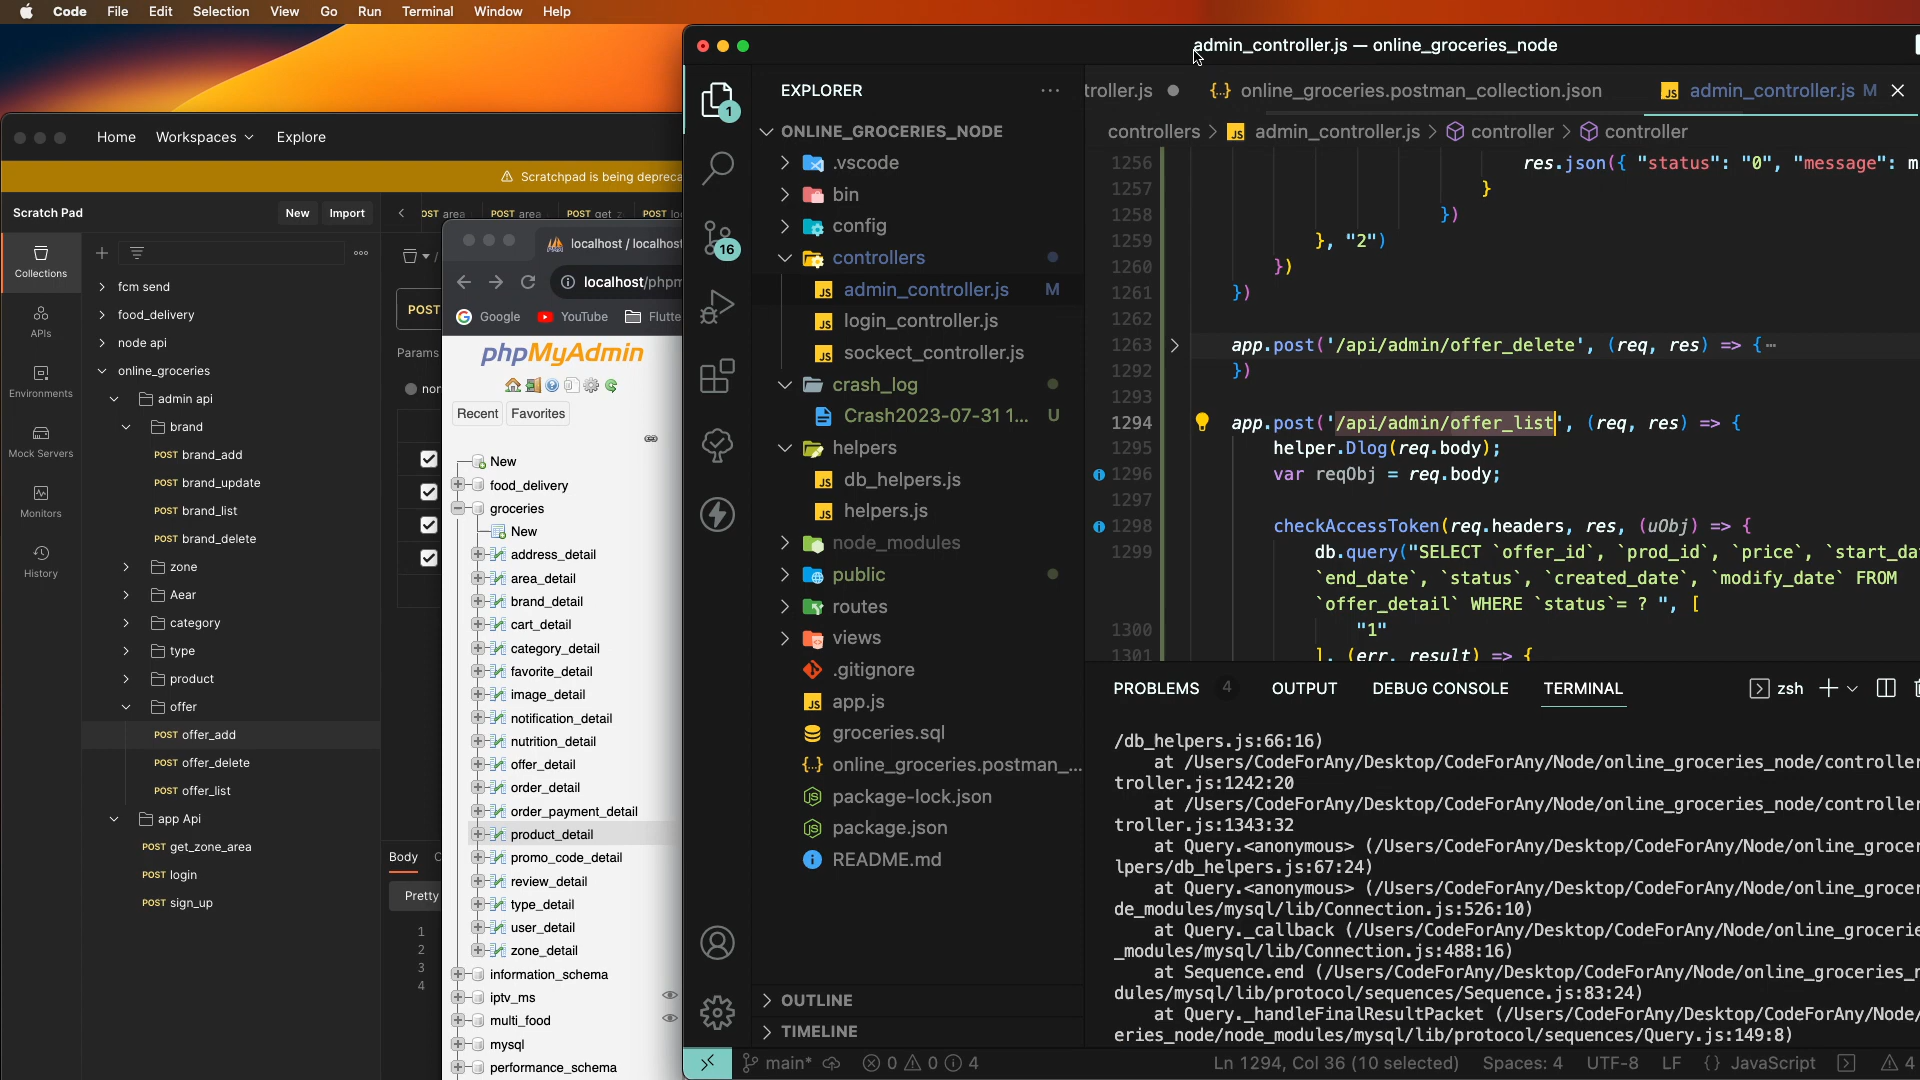 Code File Edit Selection View Go Run Terminal Window Help
Home Workspaces Explore
Scratchpad is being depreca
Scratch Pad New Import
POST get
Collections
APIs
Environments
Mock Servers
Monitors
History
fcm send
food_delivery
node api
online_groceries
admin api
brand
POST brand_add
POST brand_update
POST brand_list
POST brand_delete
zone
Aear
category
type
product
offer
POST offer_add
POST offer_delete
POST offer_list
app Api
POST get_zone_area
POST login
POST sign_up
POST
Params
Body
Pretty
1
2
3
4
localhost / localhost
localhost/phpm
Google YouTube Flutte
phpMyAdmin
Recent Favorites
New
food_delivery
groceries
New
address_detail
area_detail
brand_detail
cart_detail
category_detail
favorite_detail
image_detail
notification_detail
nutrition_detail
offer_detail
order_detail
order_payment_detail
product_detail
promo_code_detail
review_detail
type_detail
user_detail
zone_detail
information_schema
iptv_ms
multi_food
mysql
performance_schema
admin_controller.js — online_groceries_node
1
16
EXPLORER
ONLINE_GROCERIES_NODE
.vscode
bin
config
controllers
admin_controller.js M
login_controller.js
sockect_controller.js
crash_log
Crash2023-07-31 1... U
helpers
db_helpers.js
helpers.js
node_modules
public
routes
views
.gitignore
app.js
groceries.sql
online_groceries.postman_...
package-lock.json
package.json
README.md
OUTLINE
TIMELINE
troller.js online_groceries.postman_collection.json admin_controller.js M
controllers > admin_controller.js > controller > controller
1256 res.json({ "status": "0", "message": m
1257 }
1258 })
1259 }, "2")
1260 })
1261 })
1262
1263 app.post('/api/admin/offer_delete', (req, res) => {⋯
1292 })
1293
1294 app.post('/api/admin/offer_list', (req, res) => {
1295 helper.Dlog(req.body);
1296 var reqObj = req.body;
1297
1298 checkAccessToken(req.headers, res, (uObj) => {
1299 db.query("SELECT `offer_id`, `prod_id`, `price`, `start_da
`end_date`, `status`, `created_date`, `modify_date` FROM
`offer_detail` WHERE `status`= ? ", [
1300 "1"
1301 ], (err, result) => {
PROBLEMS 4 OUTPUT DEBUG CONSOLE TERMINAL zsh
/db_helpers.js:66:16)
at /Users/CodeForAny/Desktop/CodeForAny/Node/online_groceries_node/controller
troller.js:1242:20
at /Users/CodeForAny/Desktop/CodeForAny/Node/online_groceries_node/controller
troller.js:1343:32
at Query.<anonymous> (/Users/CodeForAny/Desktop/CodeForAny/Node/online_grocer
lpers/db_helpers.js:67:24)
at Query.<anonymous> (/Users/CodeForAny/Desktop/CodeForAny/Node/online_grocer
de_modules/mysql/lib/Connection.js:526:10)
at Query._callback (/Users/CodeForAny/Desktop/CodeForAny/Node/online_grocerie
_modules/mysql/lib/Connection.js:488:16)
at Sequence.end (/Users/CodeForAny/Desktop/CodeForAny/Node/online_groceries_n
dules/mysql/lib/protocol/sequences/Sequence.js:83:24)
at Query._handleFinalResultPacket (/Users/CodeForAny/Desktop/CodeForAny/Node/
eries_node/node_modules/mysql/lib/protocol/sequences/Query.js:149:8)
main* 0 0 4 Ln 1294, Col 36 (10 selected) Spaces: 4 UTF-8 LF {} JavaScript 4